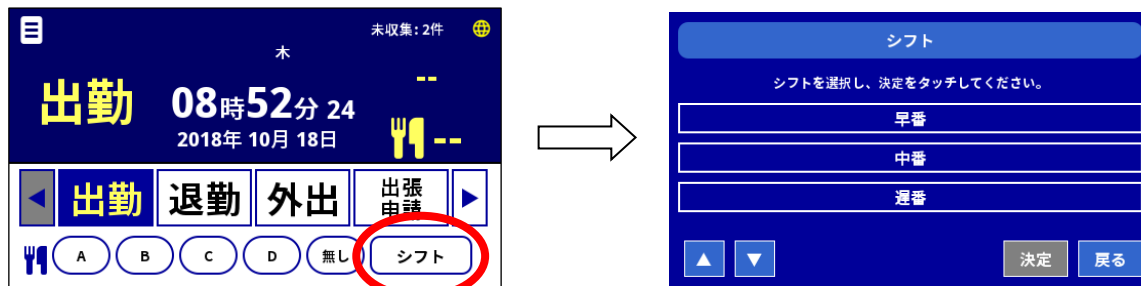 未収集:2件
木
出勤
08時52分 24
2018年 10月 18日
--
--
出勤
退勤
外出
出張
申請
A
B
C
D
無し
シフト
シフト
シフトを選択し、決定をタッチしてください。
早番
中番
遅番
決定
戻る